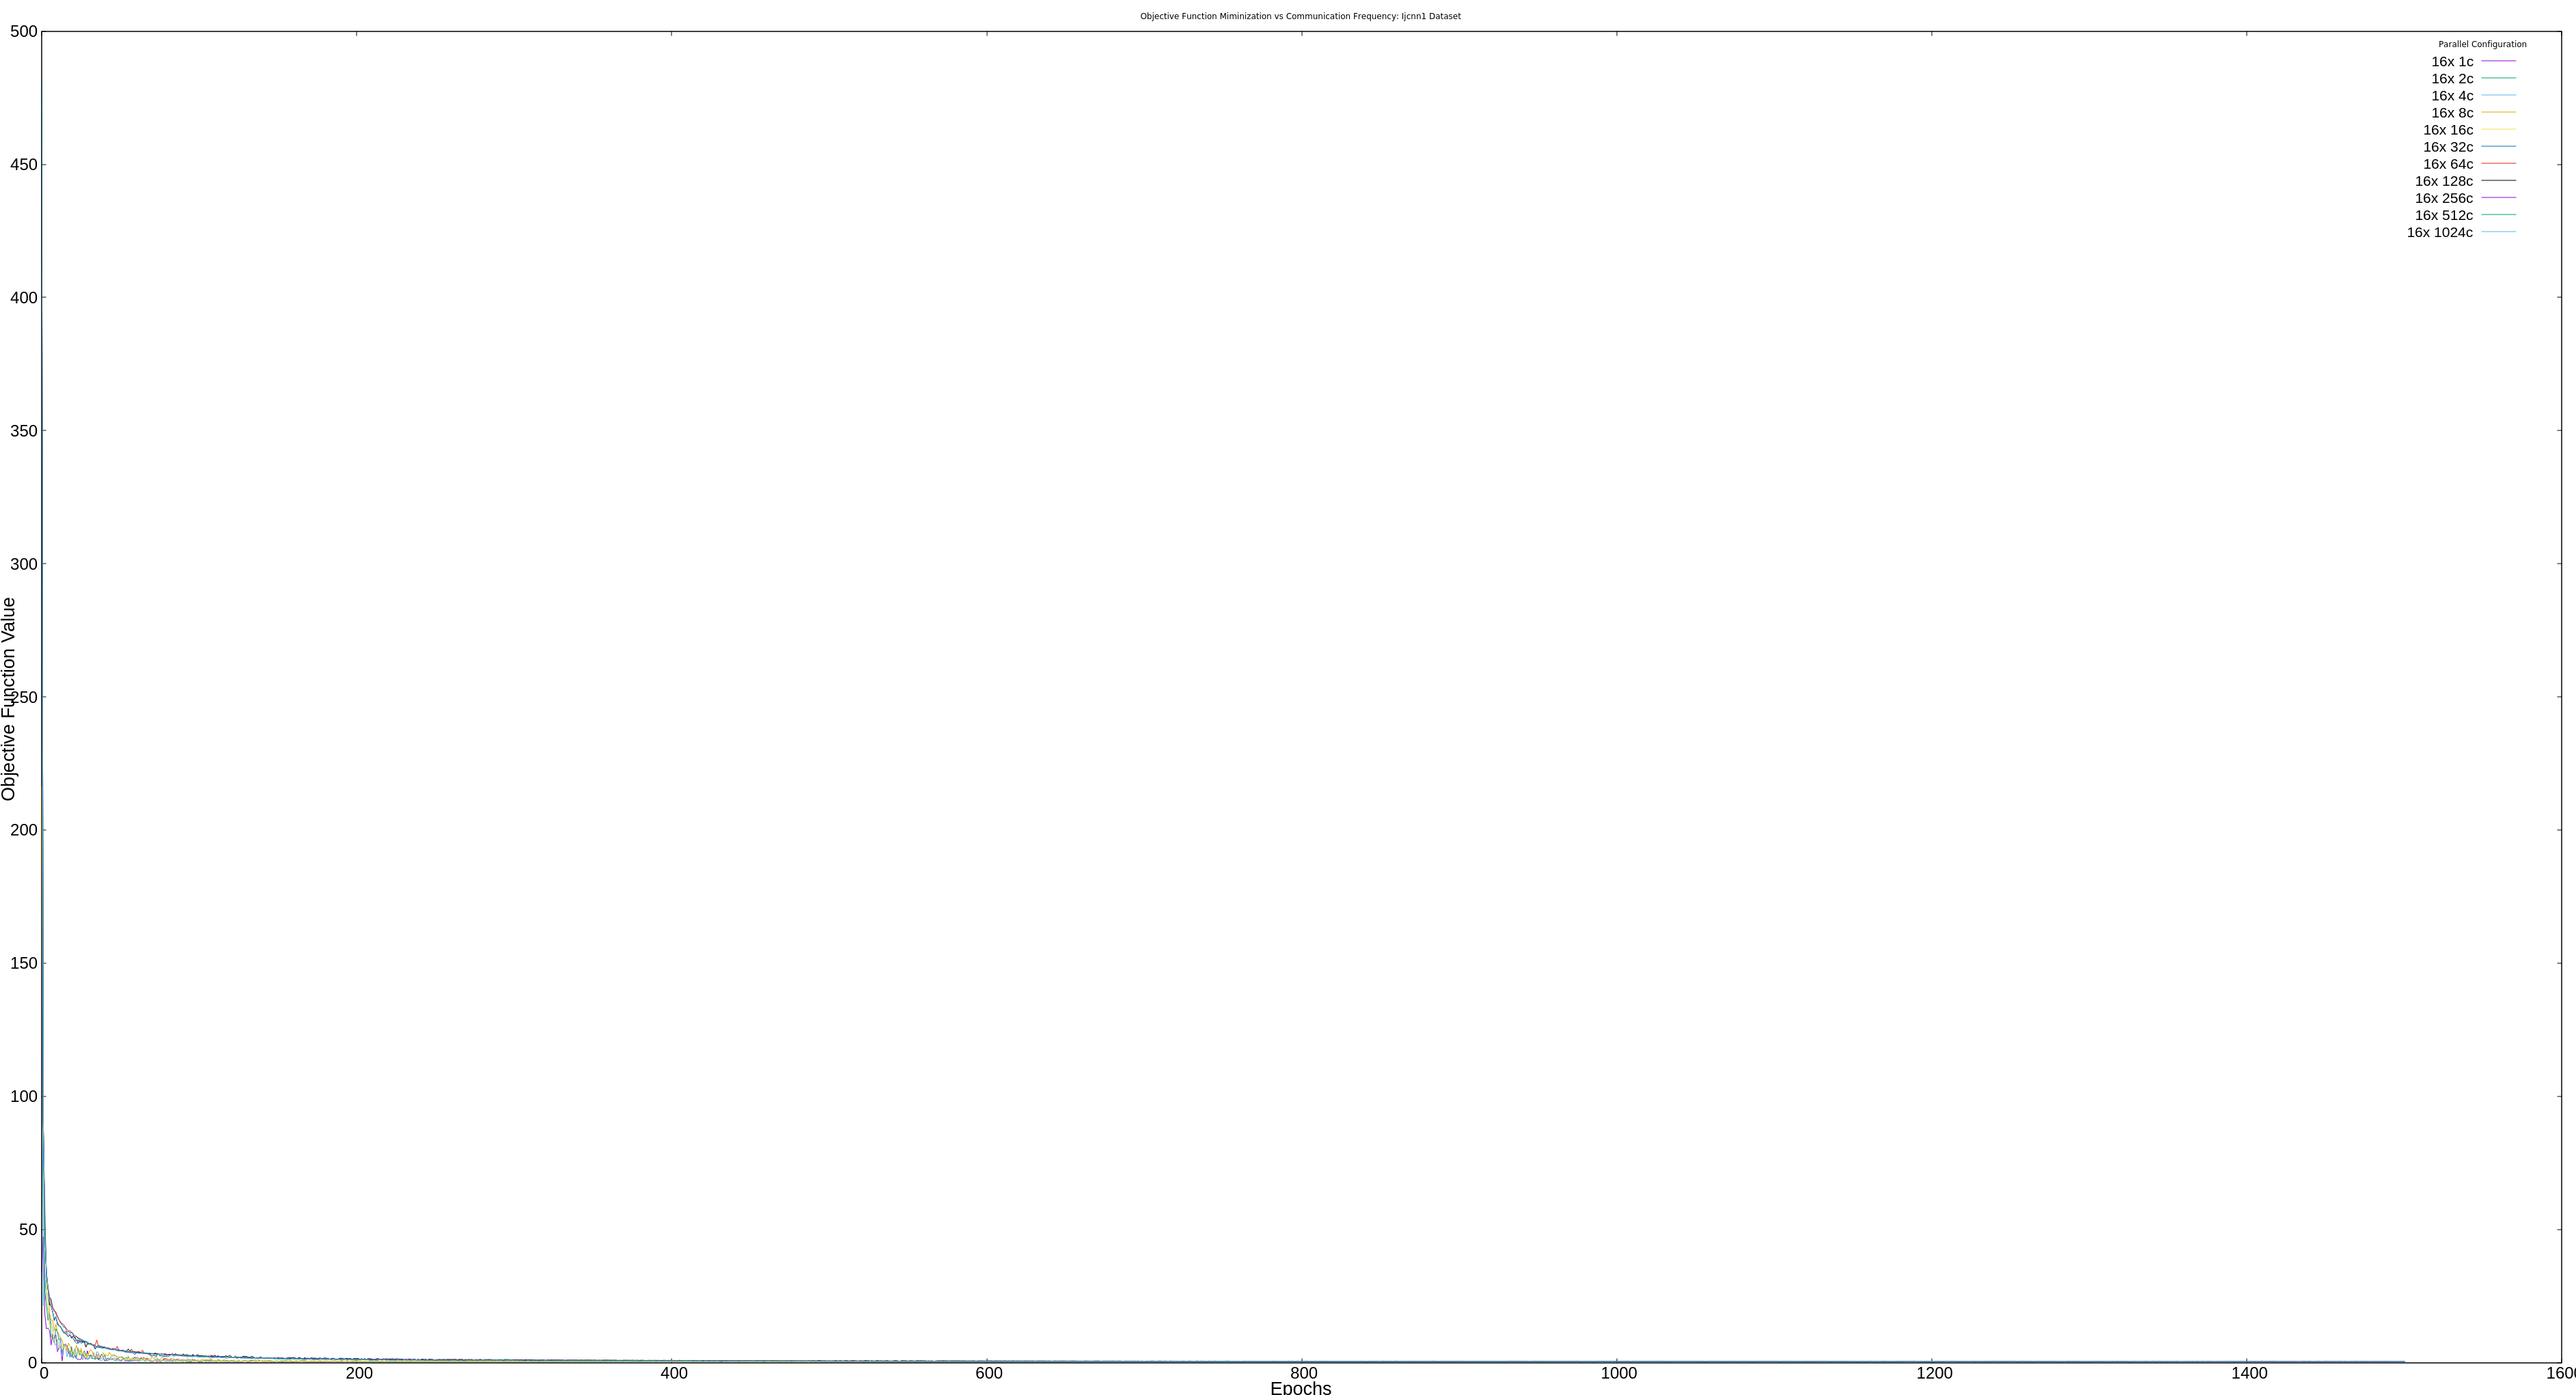 Objective Function Miminization vs Communication Frequency: Ijcnn1 Dataset
Parallel Configuration
16x 1c
16x 2c
16x 4c
16x 8c
16x 16c
16x 32c
16x 64c
16x 128c
16x 256c
16x 512c
16x 1024c
500
450
400
350
300
250
200
150
100
50
0
Objective Function Value
0 200 400 600 800 1000 1200 1400 1600
Epochs